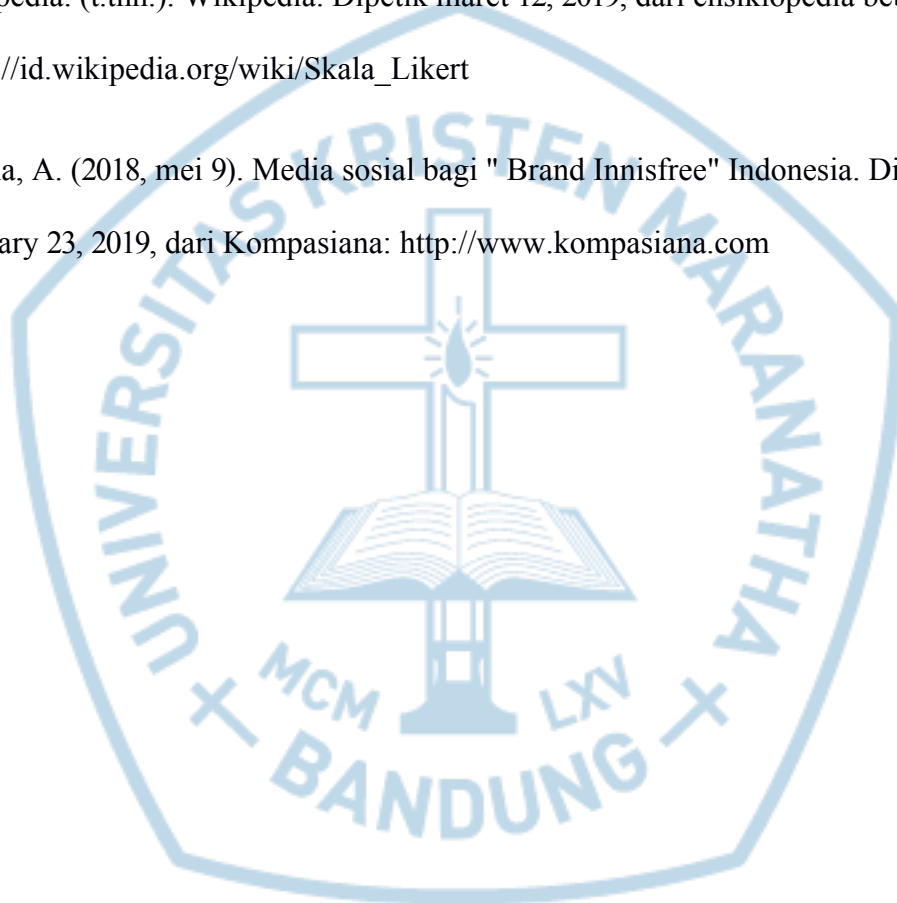 pedia. (t.thn.). Wikipedia. Dipetik maret 12, 2019, dari ensiklopedia
://id.wikipedia.org/wiki/Skala_Likert
a, A. (2018, mei 9). Media sosial bagi " Brand Innisfree" Indonesia. Di
ary 23, 2019, dari Kompasiana: http://www.kompasiana.com
UNIVERSITAS KRISTEN MARANATHA
MCM LXV
BANDUNG